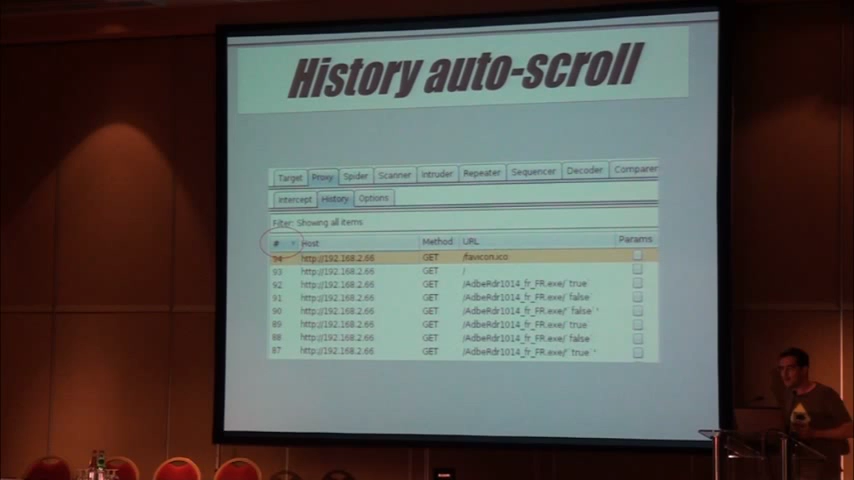 History auto-scroll
Target Proxy Spider Scanner Intruder Repeater Sequencer Decoder Comparer
Intercept History Options
Filter: Showing all items
# Host Method URL Params
94 http://192.168.2.66 GET /favicon.ico
93 http://192.168.2.66 GET /
92 http://192.168.2.66 GET /AdbeRdr1014_fr_FR.exe/' true
91 http://192.168.2.66 GET /AdbeRdr1014_fr_FR.exe/' false
90 http://192.168.2.66 GET /AdbeRdr1014_fr_FR.exe/' false '
89 http://192.168.2.66 GET /AdbeRdr1014_fr_FR.exe/' true
88 http://192.168.2.66 GET /AdbeRdr1014_fr_FR.exe/' false
87 http://192.168.2.66 GET /AdbeRdr1014_fr_FR.exe/' true '